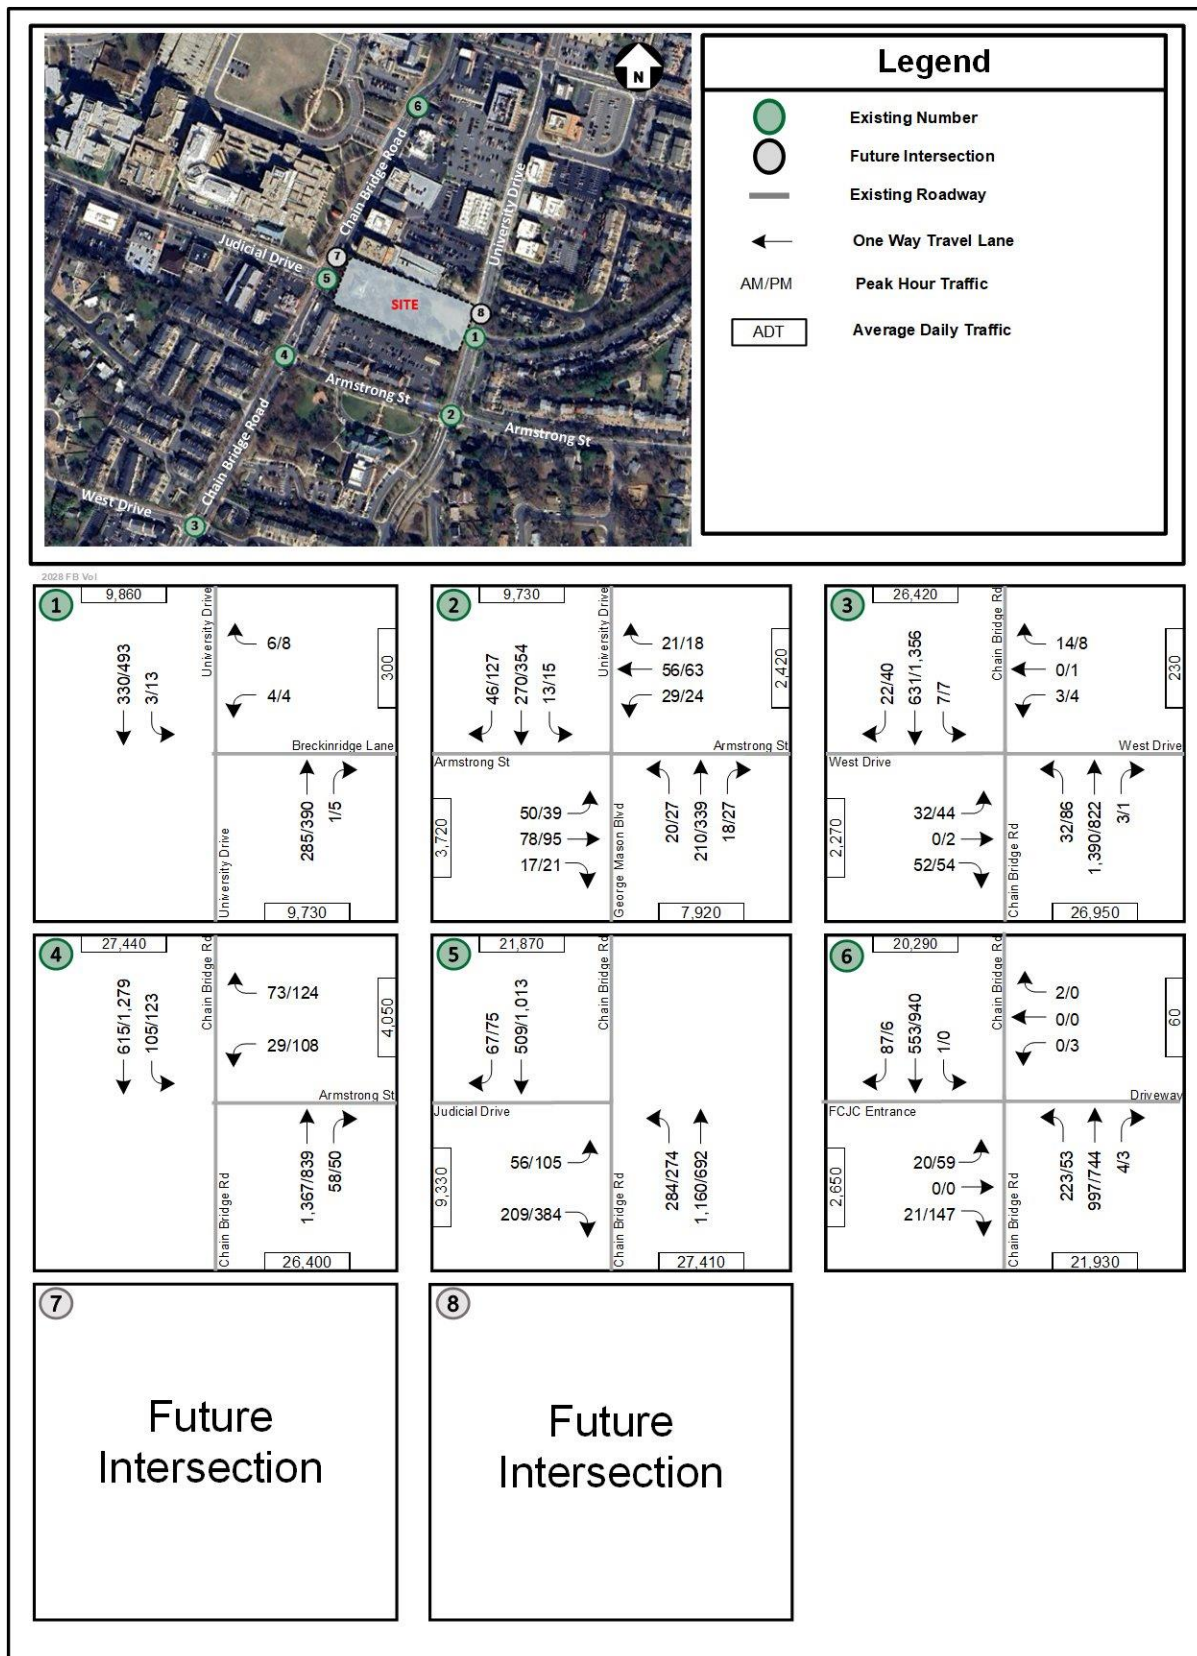 Legend
Existing Number
Future Intersection
Existing Roadway
One Way Travel Lane
AM/PM Peak Hour Traffic
ADT Average Daily Traffic
N
6
Chain Bridge Road
University Drive
Judicial Drive
7
5
SITE
8
1
4
Armstrong St
2
Armstrong St
Chain Bridge Road
West Drive
3
2028 FB Vol
1
9,860
University Drive
330/493
3/13
6/8
4/4
300
Breckinridge Lane
University Drive
285/390
1/5
9,730
2
9,730
University Drive
46/127
270/354
13/15
21/18
56/63
29/24
2,420
Armstrong St
Armstrong St
3,720
50/39
78/95
17/21
George Mason Blvd
20/27
210/339
18/27
7,920
3
26,420
Chain Bridge Rd
22/40
631/1,356
7/7
14/8
0/1
3/4
230
West Drive
West Drive
2,270
32/44
0/2
52/54
Chain Bridge Rd
32/86
1,390/822
3/1
26,950
4
27,440
Chain Bridge Rd
615/1,279
105/123
73/124
29/108
4,050
Armstrong St
Chain Bridge Rd
1,367/839
58/50
26,400
5
21,870
Chain Bridge Rd
67/75
509/1,013
Judicial Drive
9,330
56/105
209/384
Chain Bridge Rd
284/274
1,160/692
27,410
6
20,290
Chain Bridge Rd
87/6
553/940
1/0
2/0
0/0
0/3
60
FCJC Entrance
Driveway
2,650
20/59
0/0
21/147
Chain Bridge Rd
223/53
997/744
4/3
21,930
7
Future
Intersection
8
Future
Intersection